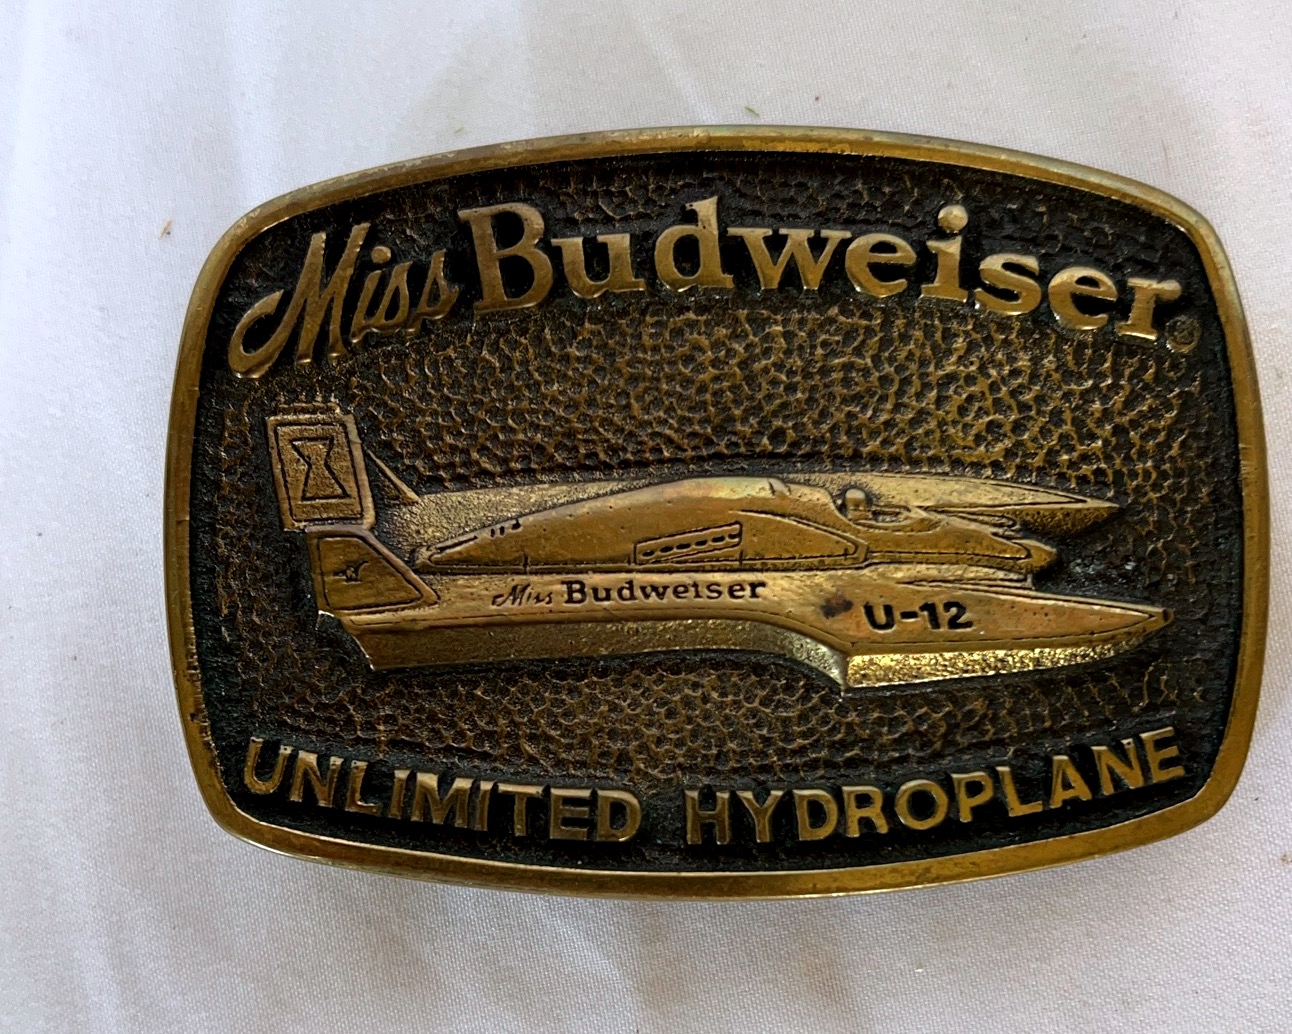 Miss Budweiser®
Miss Budweiser
U-12
UNLIMITED HYDROPLANE